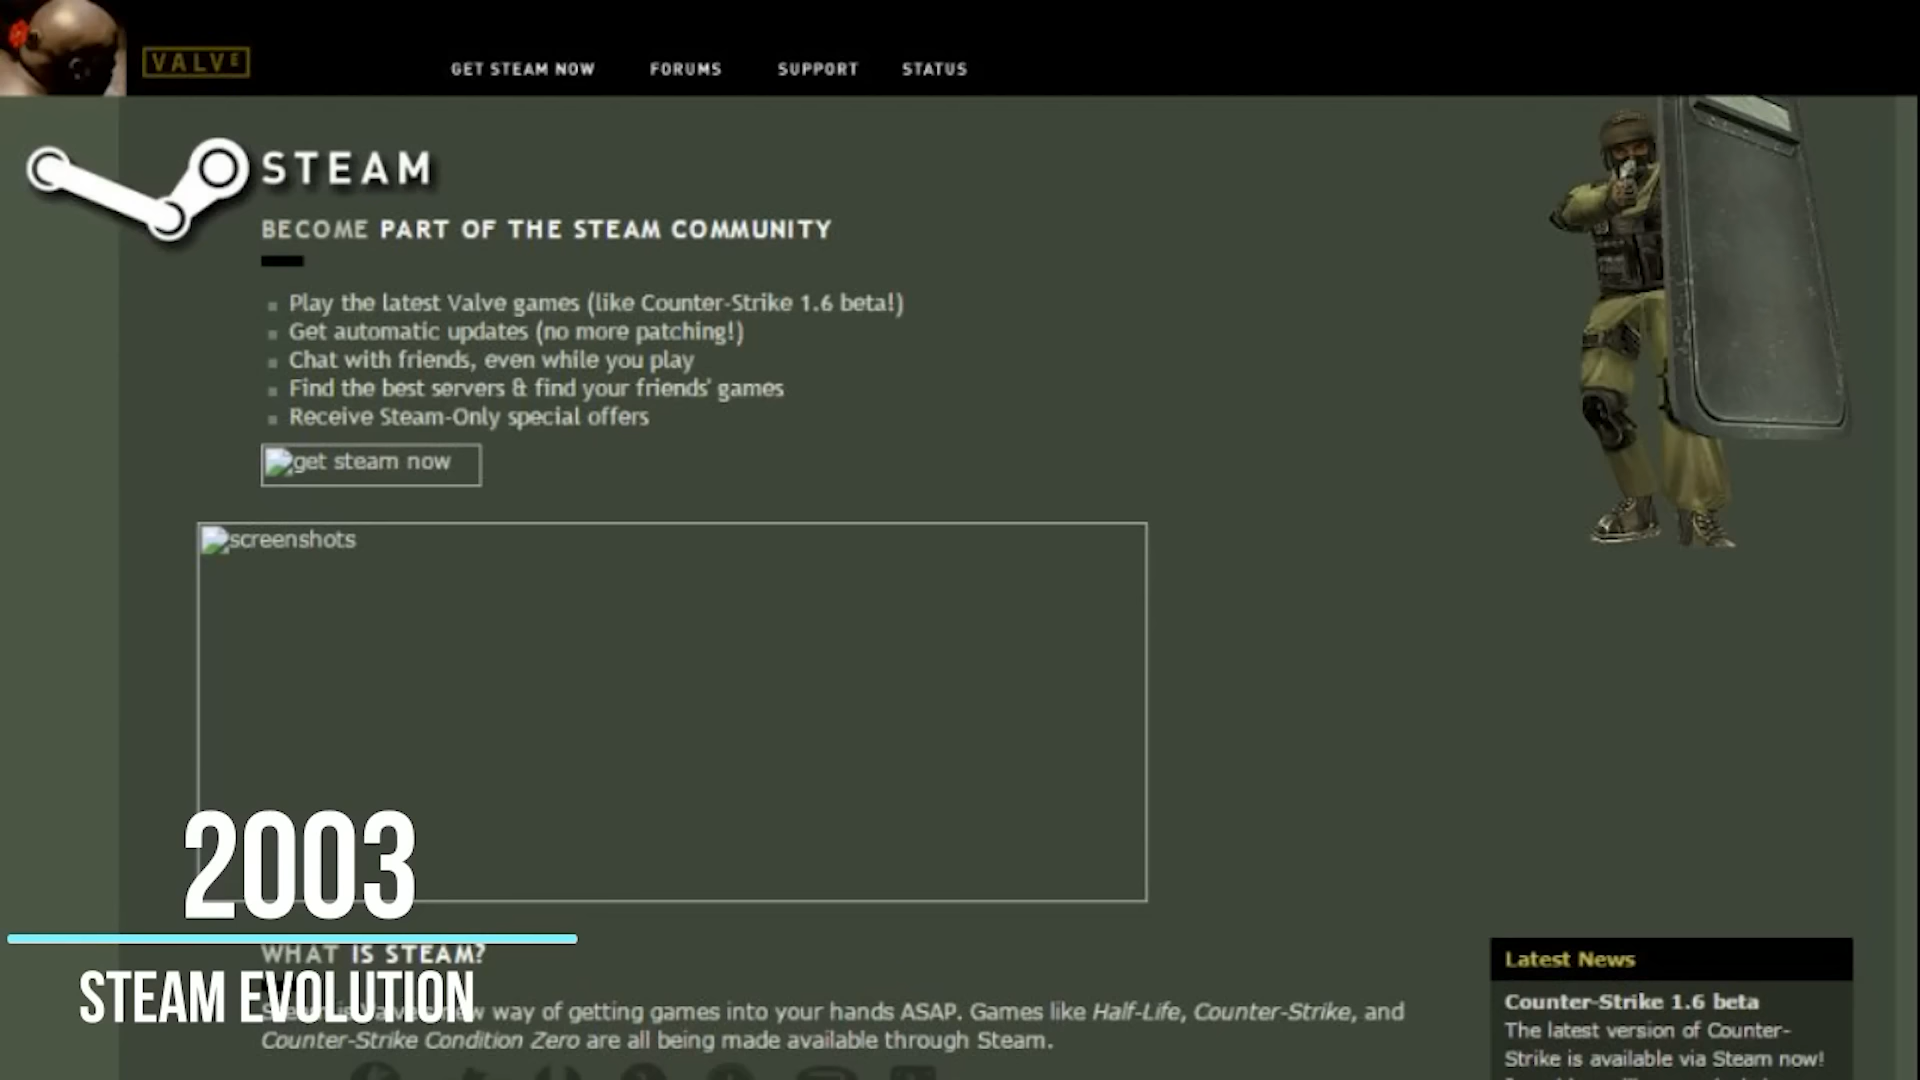 VALVE
GET STEAM NOW FORUMS SUPPORT STATUS
STEAM
BECOME PART OF THE STEAM COMMUNITY
Play the latest Valve games (like Counter-Strike 1.6 beta!)
Get automatic updates (no more patching!)
Chat with friends, even while you play
Find the best servers & find your friends' games
Receive Steam-Only special offers
get steam now
screenshots
2003
WHAT IS STEAM?
STEAM EVOLUTION
way of getting games into your hands ASAP. Games like Half-Life, Counter-Strike, and
Counter-Strike Condition Zero are all being made available through Steam.
Latest News
Counter-Strike 1.6 beta
The latest version of Counter-
Strike is available via Steam now!